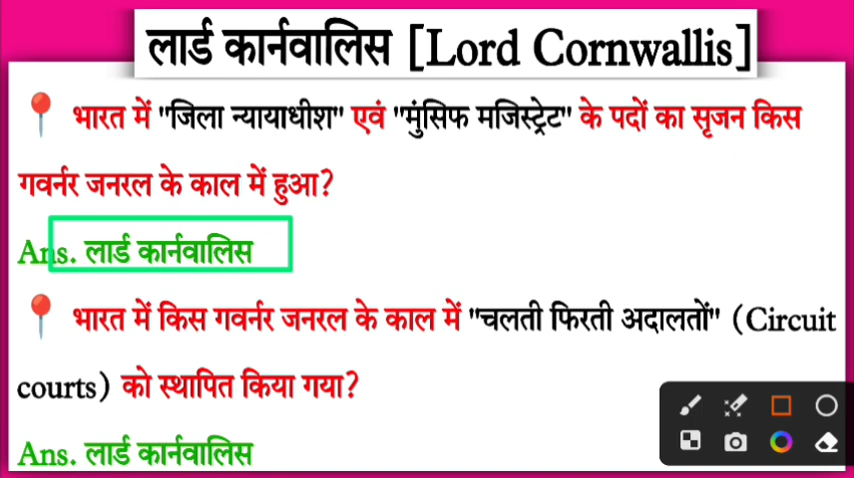 लार्ड कार्नवालिस [Lord Cornwallis]
भारत में "जिला न्यायाधीश" एवं "मुंसिफ मजिस्ट्रेट" के पदों का सृजन किस
गवर्नर जनरल के काल में हुआ?
Ans. लार्ड कार्नवालिस
भारत में किस गवर्नर जनरल के काल में "चलती फिरती अदालतों" (Circuit
courts) को स्थापित किया गया?
Ans. लार्ड कार्नवालिस